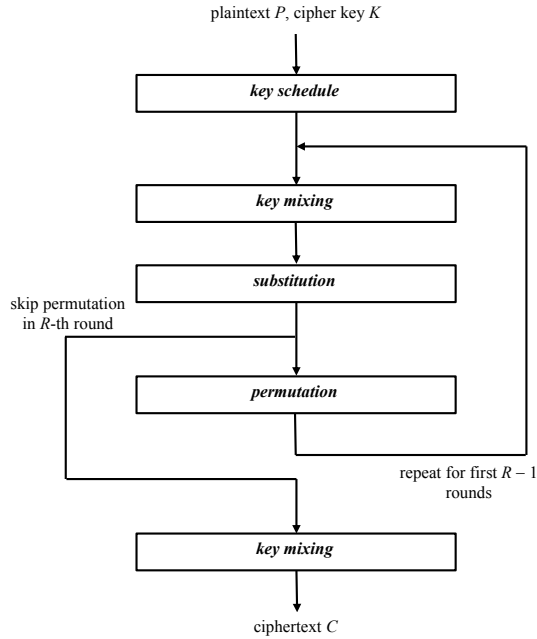 plaintext P, cipher key K
key schedule
key mixing
substitution
skip permutation
in R-th round
permutation
repeat for first R – 1
rounds
key mixing
ciphertext C